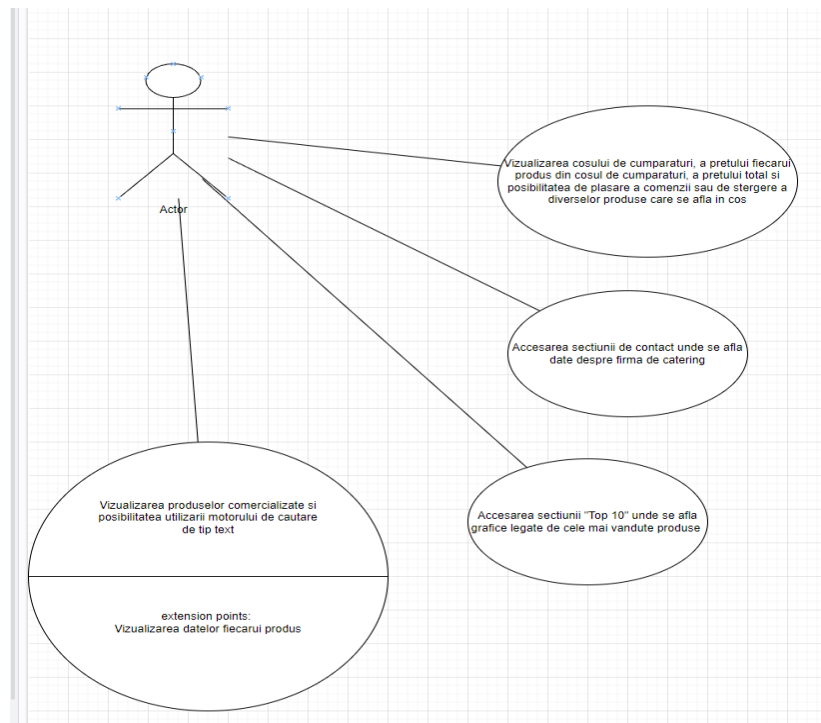 Actor
Vizualizarea cosului de cumparaturi, a pretului fiecarui
produs din cosul de cumparaturi, a pretului total si
posibilitatea de plasare a comenzii sau de stergere a
diverselor produse care se afla in cos
Accesarea sectiunii de contact unde se afla
date despre firma de catering
Accesarea sectiunii "Top 10" unde se afla
grafice legate de cele mai vandute produse
Vizualizarea produselor comercializate si
posibilitatea utilizarii motorului de cautare
de tip text
extension points:
Vizualizarea datelor fiecarui produs